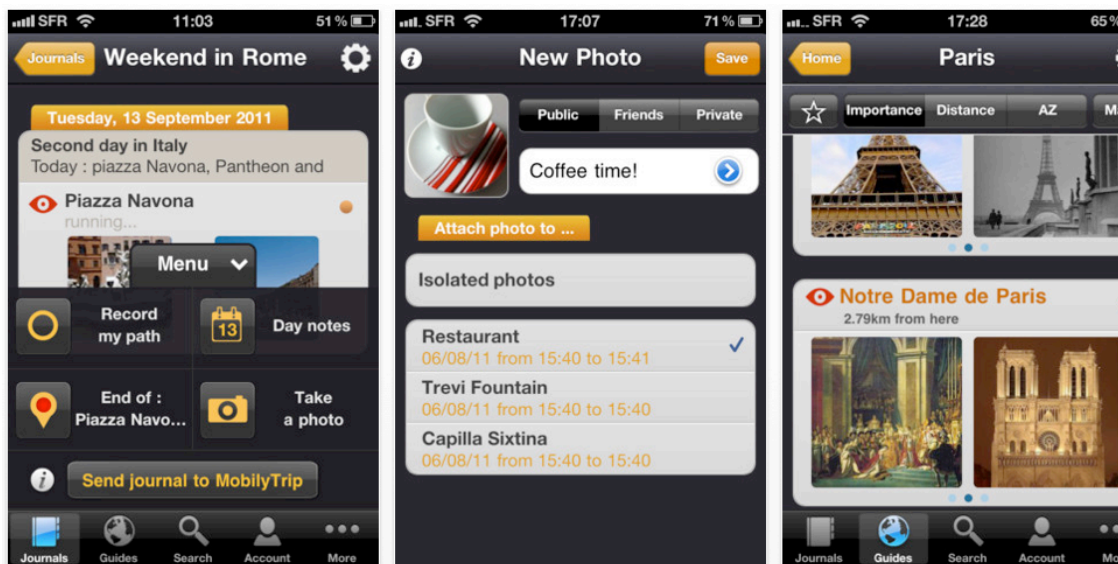 SFR 11:03 51%
Journals Weekend in Rome
Tuesday, 13 September 2011
Second day in Italy
Today : piazza Navona, Pantheon and
Piazza Navona
running...
Menu
Record
my path
13
Day notes
End of :
Piazza Navo...
Take
a photo
Send journal to MobilyTrip
Journals Guides Search Account More
SFR 17:07 71%
New Photo Save
Public Friends Private
Coffee time!
Attach photo to ...
Isolated photos
Restaurant
06/08/11 from 15:40 to 15:41
Trevi Fountain
06/08/11 from 15:40 to 15:40
Capilla Sixtina
06/08/11 from 15:40 to 15:40
SFR 17:28 65%
Home Paris
Importance Distance AZ
Notre Dame de Paris
2.79km from here
Journals Guides Search Account